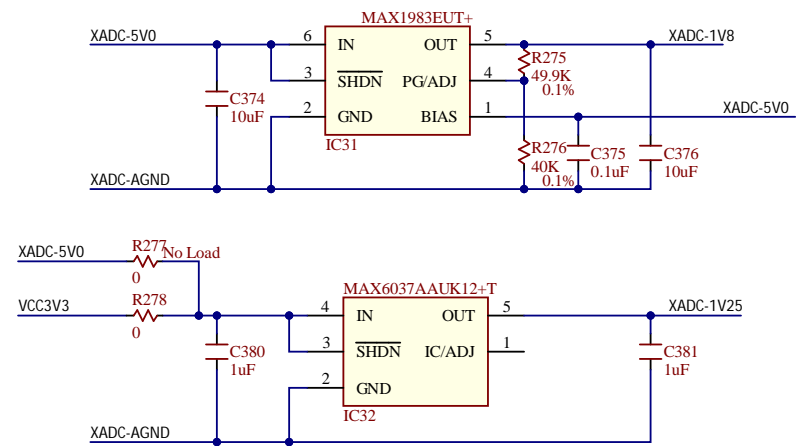 MAX1983EUT+
XADC-5V0 6 IN OUT 5 XADC-1V8
R275
49.9K
0.1%
3 SHDN PG/ADJ 4
C374
10uF
2 GND BIAS 1 XADC-5V0
IC31
R276
40K
0.1%
C375
0.1uF
C376
10uF
XADC-AGND
XADC-5V0 R277 No Load
0
VCC3V3 R278
0
MAX6037AAUK12+T
4 IN OUT 5 XADC-1V25
3 SHDN IC/ADJ 1
C380
1uF
C381
1uF
2 GND
IC32
XADC-AGND